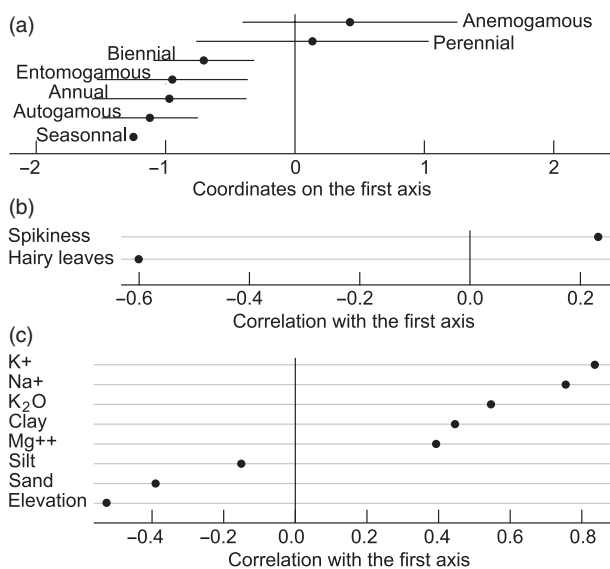 (a)
Anemogamous
Perennial
Biennial
Entomogamous
Annual
Autogamous
Seasonnal
−2 −1 0 1 2
Coordinates on the first axis
(b)
Spikiness
Hairy leaves
−0.6 −0.4 −0.2 0.0 0.2
Correlation with the first axis
(c)
K+
Na+
K₂O
Clay
Mg++
Silt
Sand
Elevation
−0.4 −0.2 0.0 0.2 0.4 0.6 0.8
Correlation with the first axis